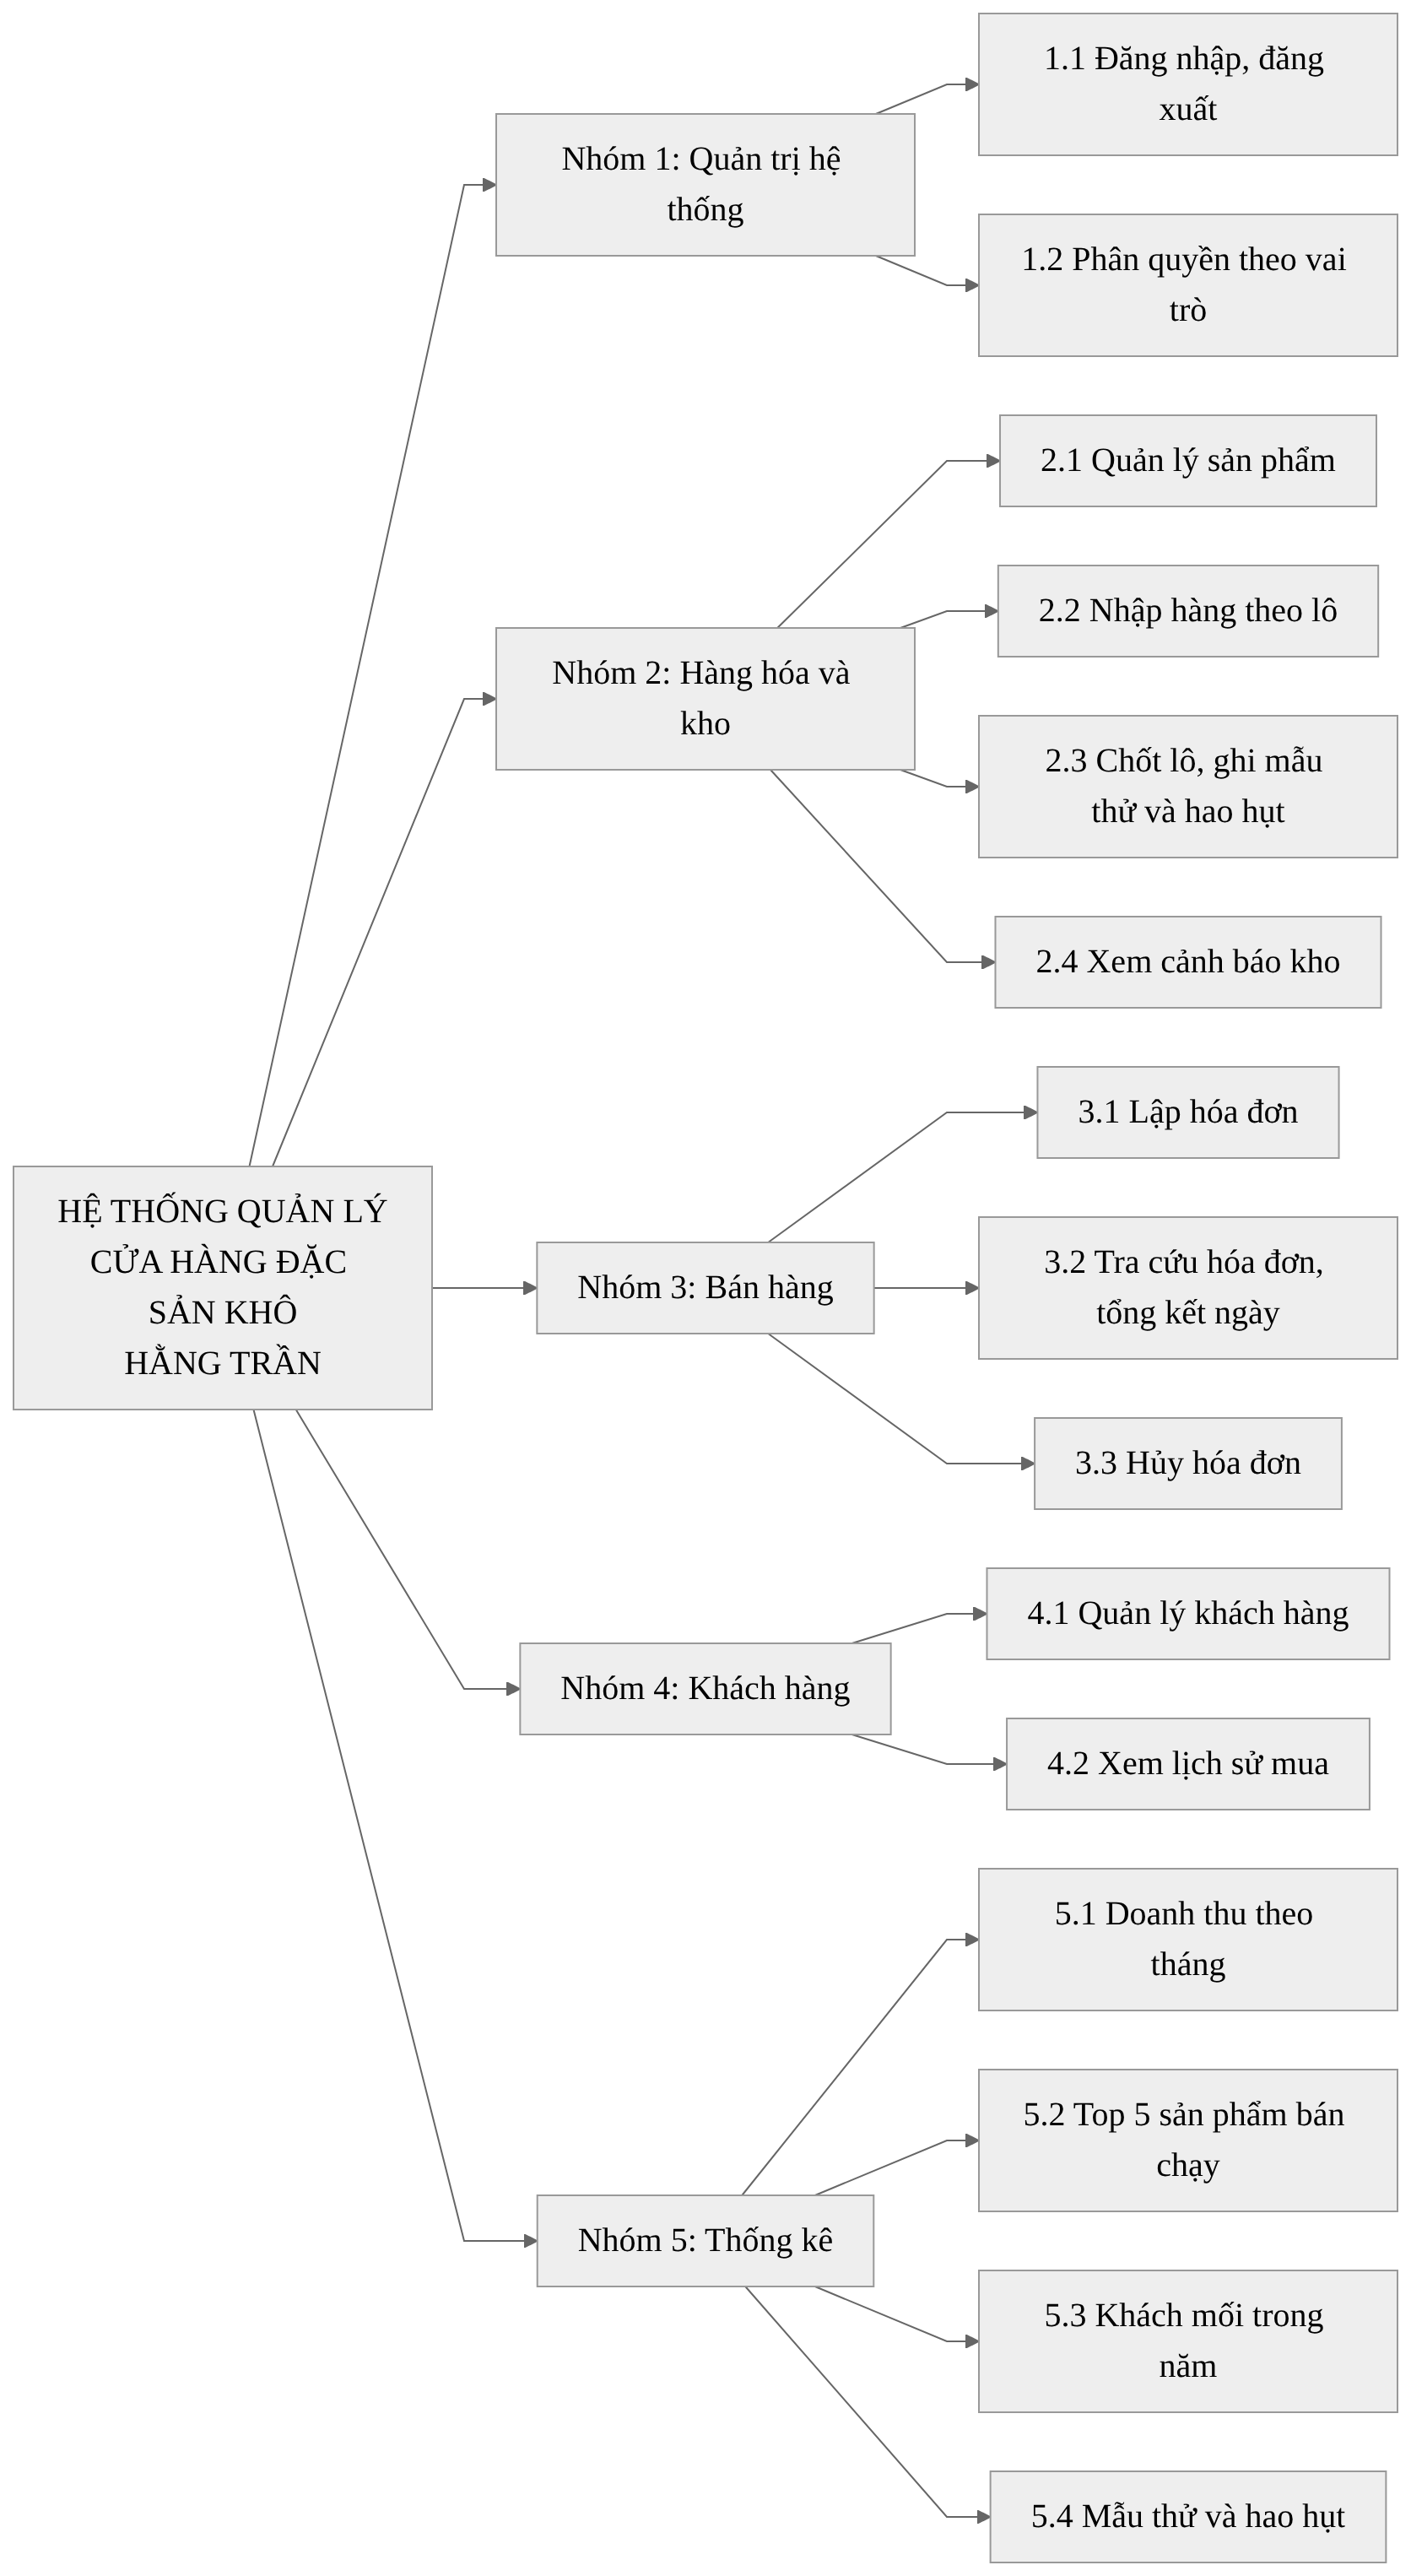 HỆ THỐNG QUẢN LÝ
CỬA HÀNG ĐẶC
SẢN KHÔ
HẰNG TRẦN
Nhóm 1: Quản trị hệ
thống
1.1 Đăng nhập, đăng
xuất
1.2 Phân quyền theo vai
trò
Nhóm 2: Hàng hóa và
kho
2.1 Quản lý sản phẩm
2.2 Nhập hàng theo lô
2.3 Chốt lô, ghi mẫu
thử và hao hụt
2.4 Xem cảnh báo kho
Nhóm 3: Bán hàng
3.1 Lập hóa đơn
3.2 Tra cứu hóa đơn,
tổng kết ngày
3.3 Hủy hóa đơn
Nhóm 4: Khách hàng
4.1 Quản lý khách hàng
4.2 Xem lịch sử mua
Nhóm 5: Thống kê
5.1 Doanh thu theo
tháng
5.2 Top 5 sản phẩm bán
chạy
5.3 Khách mối trong
năm
5.4 Mẫu thử và hao hụt